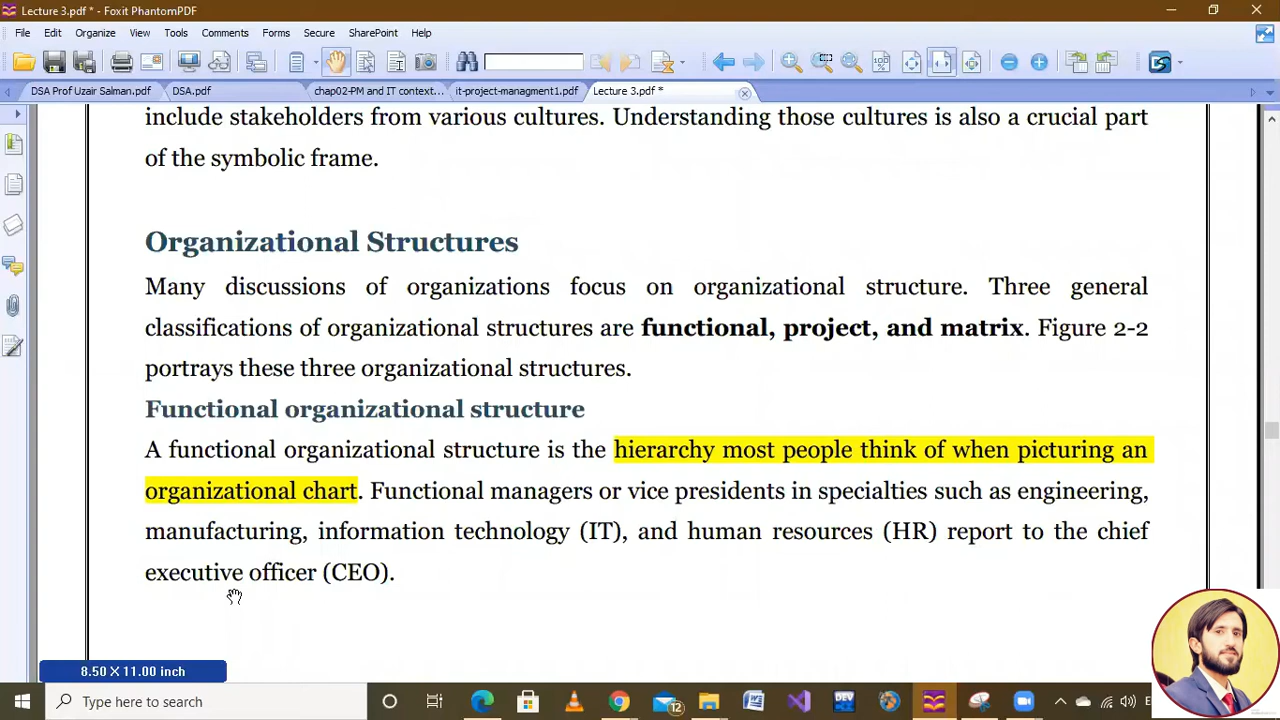 Lecture 3.pdf * - Foxit PhantomPDF
File Edit Organize View Tools Comments Forms Secure SharePoint Help
DSA Prof Uzair Salman.pdf DSA.pdf chap02-PM and IT context... it-project-managment1.pdf Lecture 3.pdf *
include stakeholders from various cultures. Understanding those cultures is also a crucial part
of the symbolic frame.
Organizational Structures
Many discussions of organizations focus on organizational structure. Three general
classifications of organizational structures are functional, project, and matrix. Figure 2-2
portrays these three organizational structures.
Functional organizational structure
A functional organizational structure is the hierarchy most people think of when picturing an
organizational chart. Functional managers or vice presidents in specialties such as engineering,
manufacturing, information technology (IT), and human resources (HR) report to the chief
executive officer (CEO).
8.50 X 11.00 inch
Type here to search
12
DEV